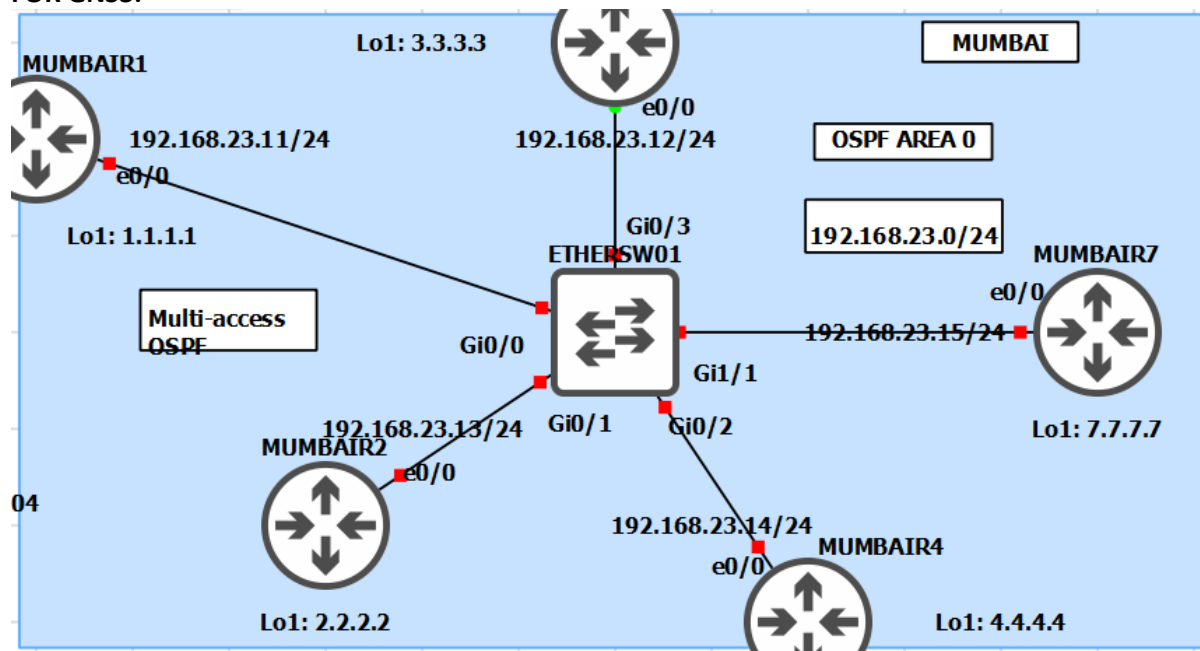 Lo1: 3.3.3.3
MUMBAI
MUMBAIR1
e0/0
192.168.23.11/24
192.168.23.12/24
OSPF AREA 0
e0/0
Gi0/3
192.168.23.0/24
Lo1: 1.1.1.1
ETHERSW01
MUMBAIR7
e0/0
Multi-access
OSPF
192.168.23.15/24
Gi0/0
Gi1/1
Gi0/1
Gi0/2
192.168.23.13/24
Lo1: 7.7.7.7
MUMBAIR2
e0/0
04
192.168.23.14/24
MUMBAIR4
e0/0
Lo1: 2.2.2.2
Lo1: 4.4.4.4